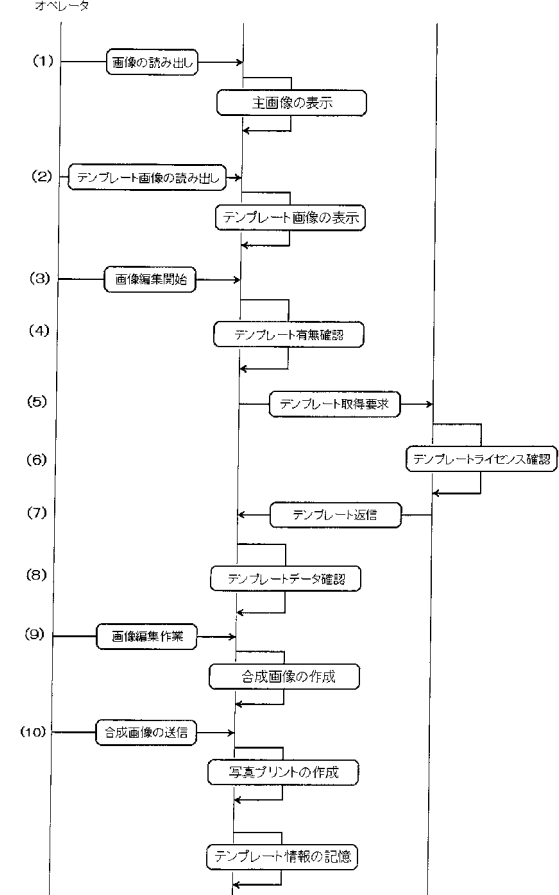 オペレータ
(1) 画像の読み出し
主画像の表示
(2) テンプレート画像の読み出し
テンプレート画像の表示
(3) 画像編集開始
(4) テンプレート有無確認
(5) テンプレート取得要求
(6) テンプレートライセンス確認
(7) テンプレート返信
(8) テンプレートデータ確認
(9) 画像編集作業
合成画像の作成
(10) 合成画像の送信
写真プリントの作成
テンプレート情報の記憶